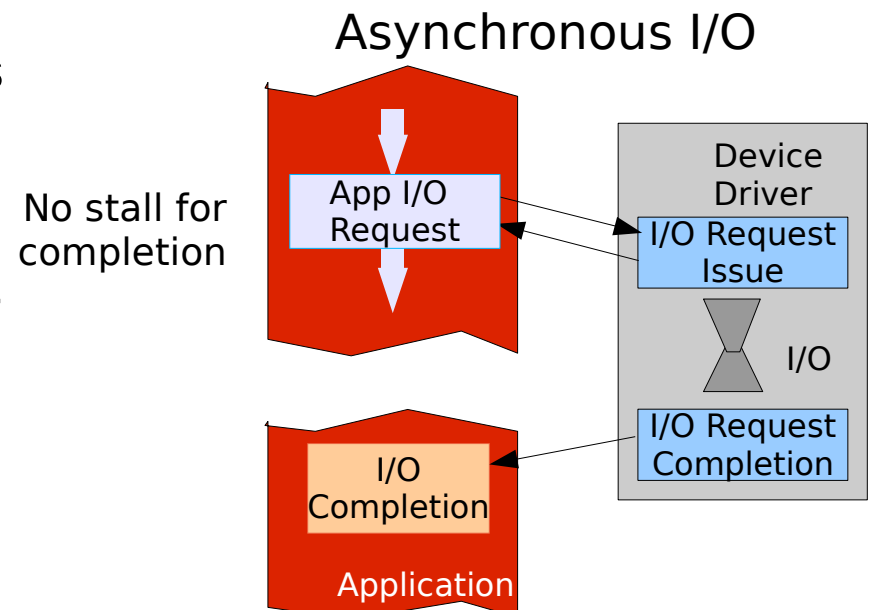 Asynchronous I/O
s
No stall for
completion
App I/O
Request
Device
Driver
I/O Request
Issue
I/O
I/O Request
Completion
I/O
Completion
Application